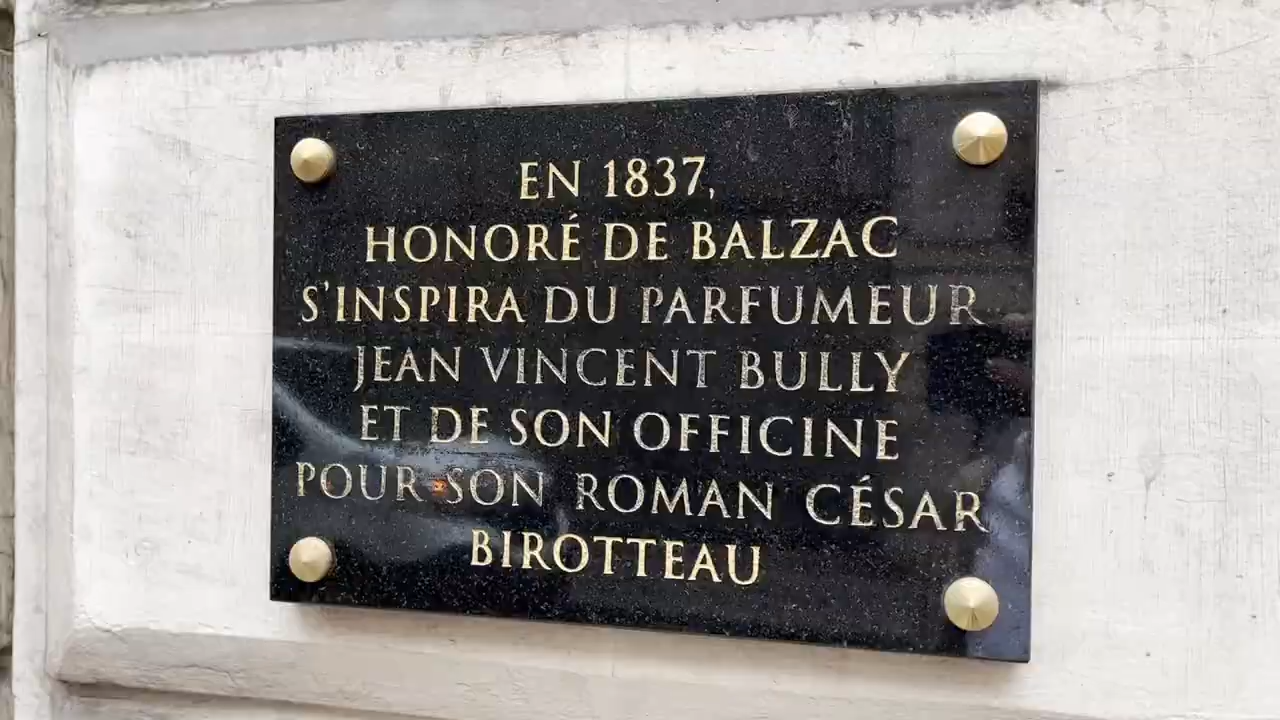 EN 1837,
HONORÉ DE BALZAC
S'INSPIRA DU PARFUMEUR
JEAN VINCENT BULLY
ET DE SON OFFICINE
POUR SON ROMAN CÉSAR
BIROTTEAU